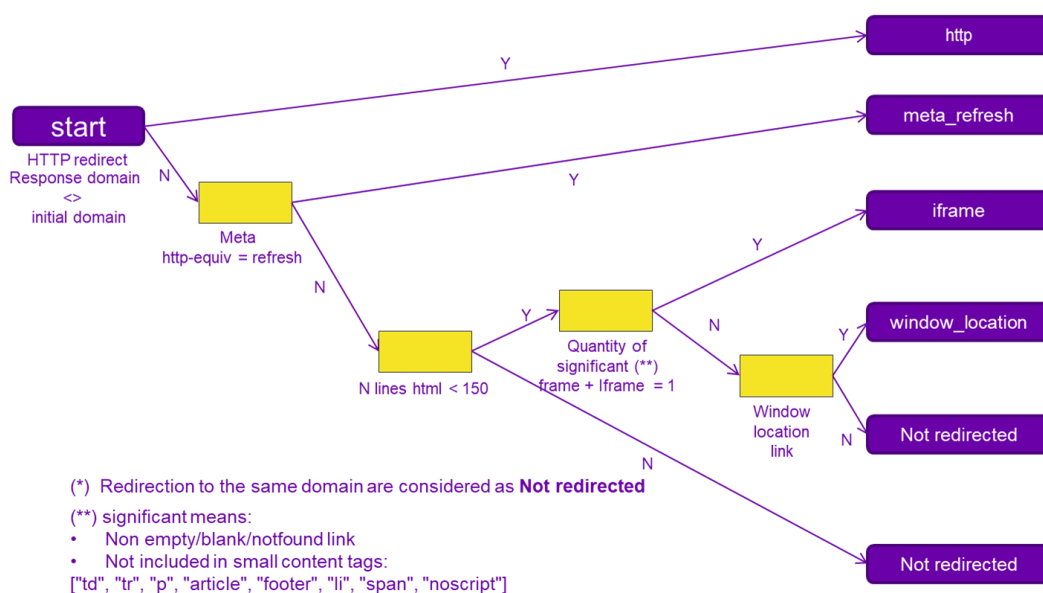 http
Y
start
meta_refresh
HTTP redirect
Response domain
<>
initial domain
N
Y
Meta
http-equiv = refresh
iframe
Y
N
Y
N
Quantity of
significant (**)
frame + Iframe = 1
window_location
Y
N lines html < 150
Window
location
link
N
Not redirected
N
(*) Redirection to the same domain are considered as Not redirected
(**) significant means:
• Non empty/blank/notfound link
• Not included in small content tags:
["td", "tr", "p", "article", "footer", "li", "span", "noscript"]
Not redirected